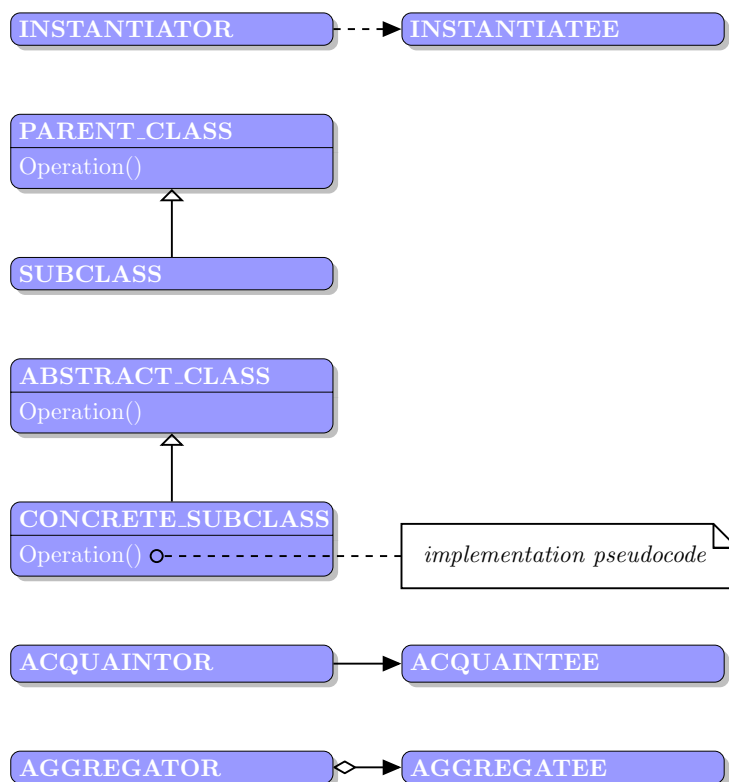 INSTANTIATOR
INSTANTIATEE
PARENT_CLASS
Operation()
SUBCLASS
ABSTRACT_CLASS
Operation()
CONCRETE_SUBCLASS
Operation()
implementation pseudocode
ACQUAINTOR
ACQUAINTEE
AGGREGATOR
AGGREGATEE